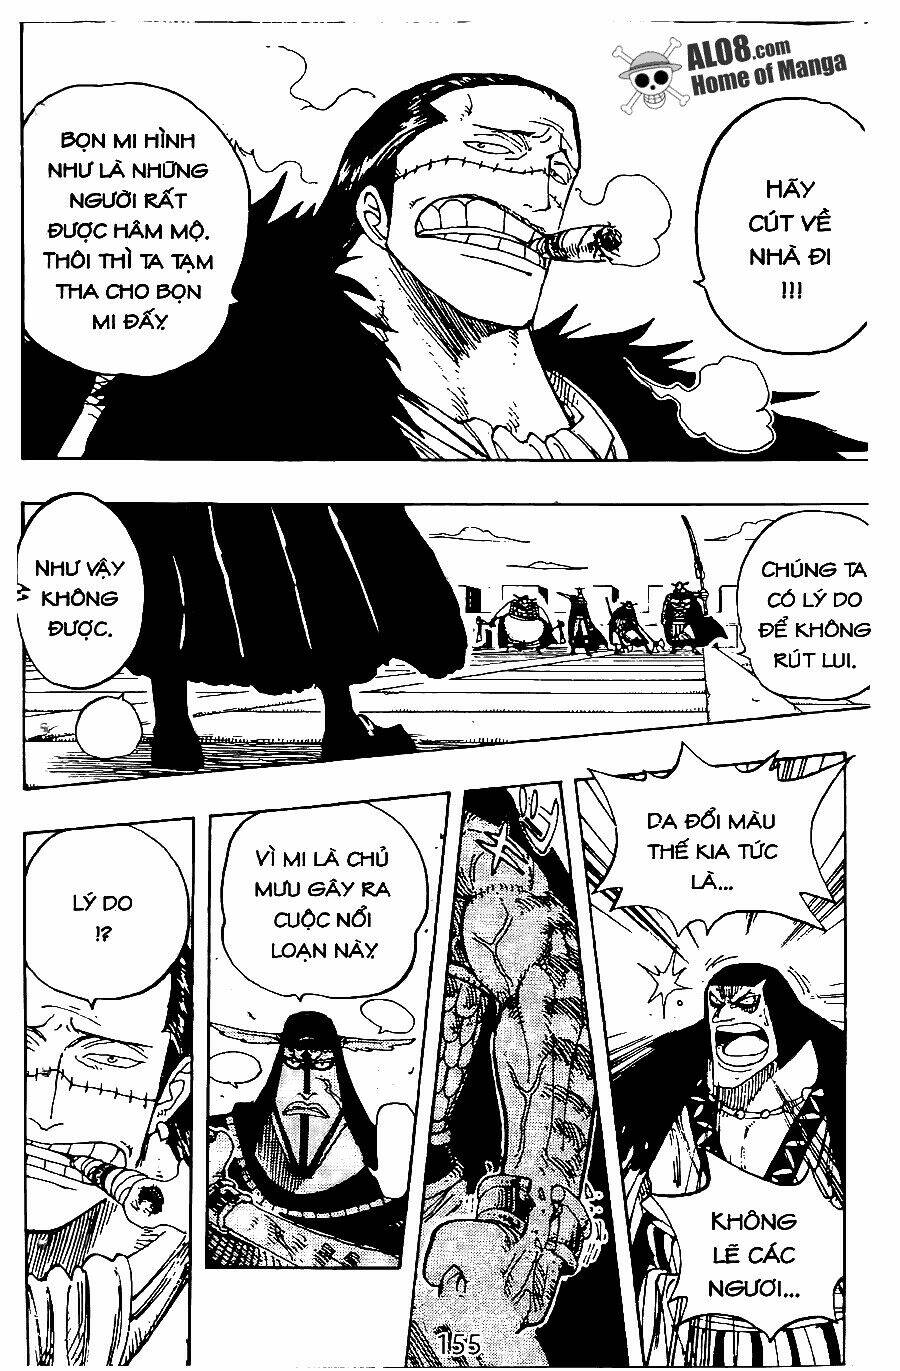 AL08.com
Home of Manga
HÃY
CÚT VỀ
NHÀ ĐI
!!!
BỌN MI HÌNH
NHƯ LÀ NHỮNG
NGƯỜI RẤT
ĐƯỢC HÂM MỘ.
THÔI THÌ TA TẠM
THA CHO BỌN
MI ĐẤY
CHÚNG TA
CÓ LÝ DO
ĐỂ KHÔNG
RÚT LUI.
NHƯ VẬY
KHÔNG
ĐƯỢC.
DA ĐỔI MÀU
THẾ KIA TỨC
LÀ...
KHÔNG
LẼ CÁC
NGƯƠI...
VÌ MI LÀ CHỦ
MƯU GÂY RA
CUỘC NỔI
LOẠN NÀY
LÝ DO
!?
155